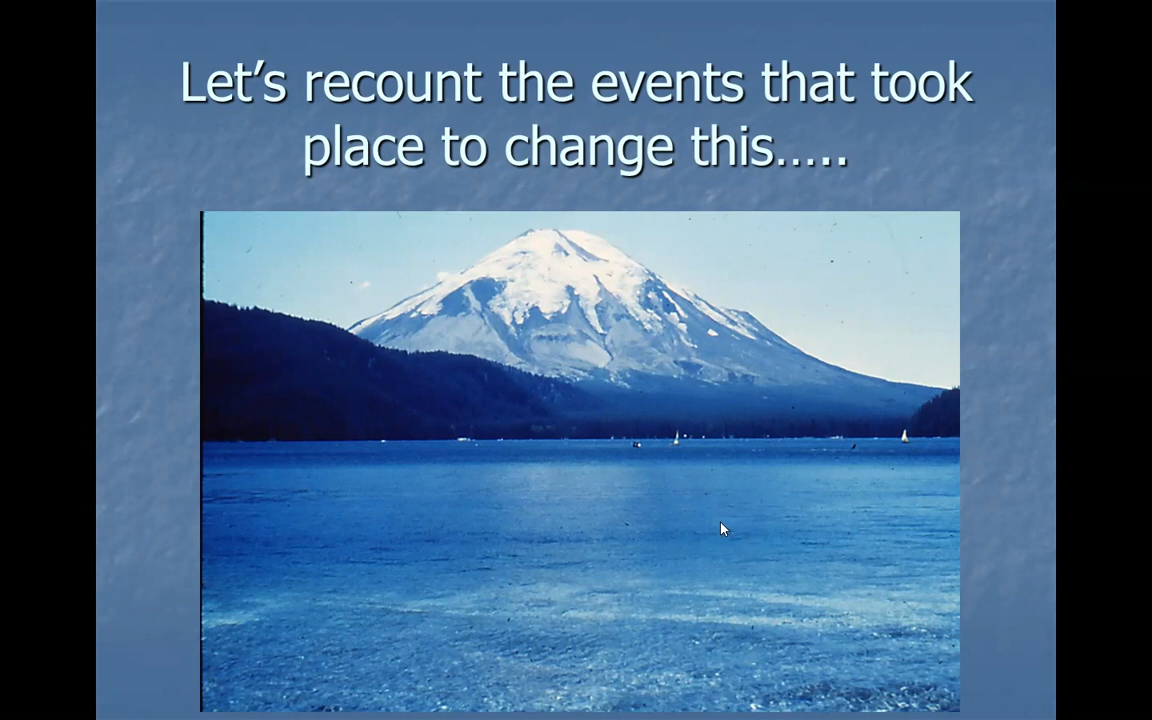 Let’s recount the events that took
place to change this.....